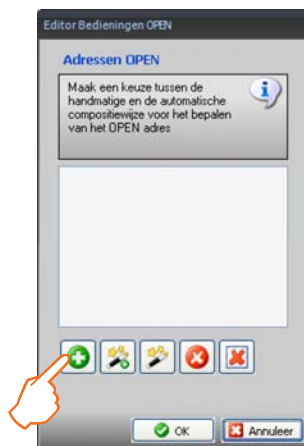 Editor Bedieningen OPEN
Adressen OPEN
Maak een keuze tussen de
handmatige en de automatische
compositiewijze voor het bepalen
van het OPEN adres
OK
Annuleer